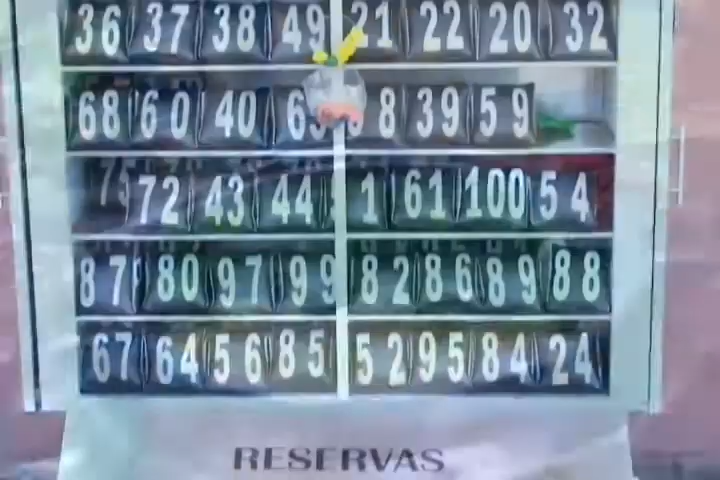 36 37 38 49 21 22 20 32
68 60 40 39 59
75 72 43 44 61 100 54
87 80 97 99 82 86 89 88
67 64 56 85 52 95 84 24
RESERVAS